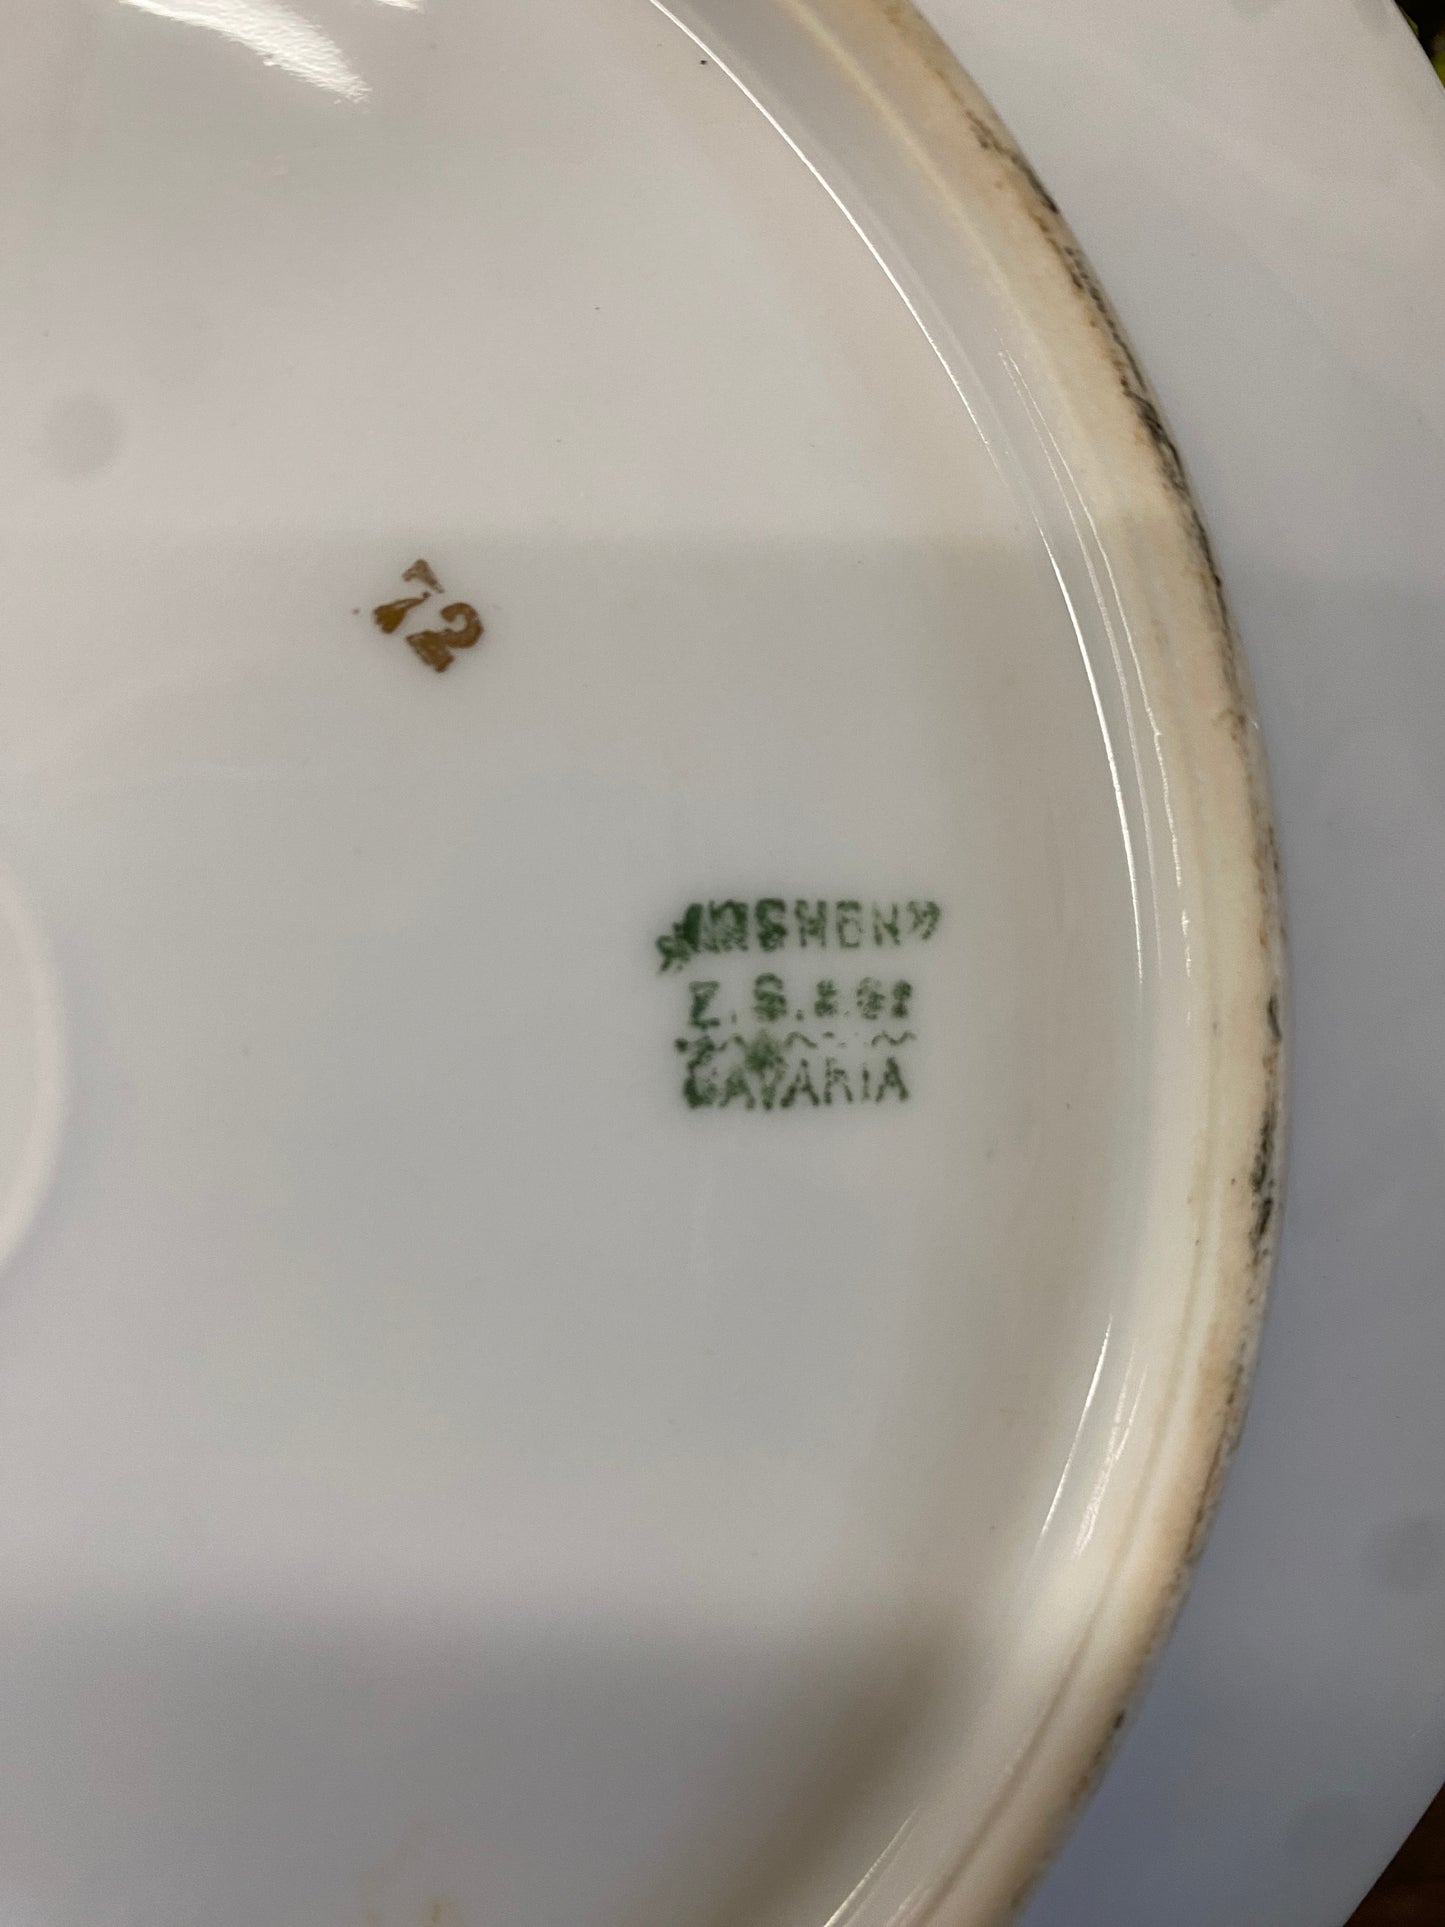 72
Z. S. & Co.
BAVARIA